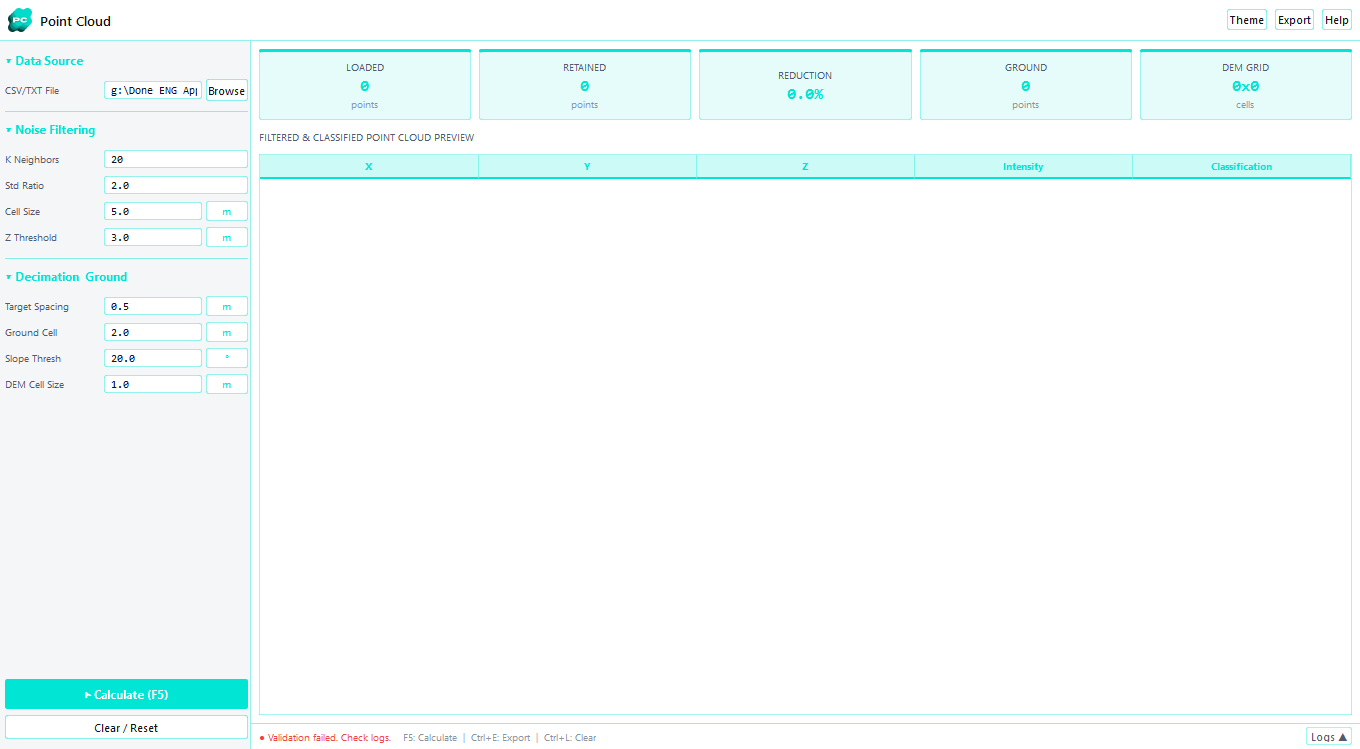 PC Point Cloud
Theme Export Help
▾ Data Source
CSV/TXT File g:\Done ENG App Browse
▾ Noise Filtering
K Neighbors 20
Std Ratio 2.0
Cell Size 5.0 m
Z Threshold 3.0 m
▾ Decimation Ground
Target Spacing 0.5 m
Ground Cell 2.0 m
Slope Thresh 20.0 °
DEM Cell Size 1.0 m
▸ Calculate (F5)
Clear / Reset
LOADED
0
points
RETAINED
0
points
REDUCTION
0.0%
GROUND
0
points
DEM GRID
0x0
cells
FILTERED & CLASSIFIED POINT CLOUD PREVIEW
X Y Z Intensity Classification
● Validation failed. Check logs. F5: Calculate | Ctrl+E: Export | Ctrl+L: Clear
Logs ▲